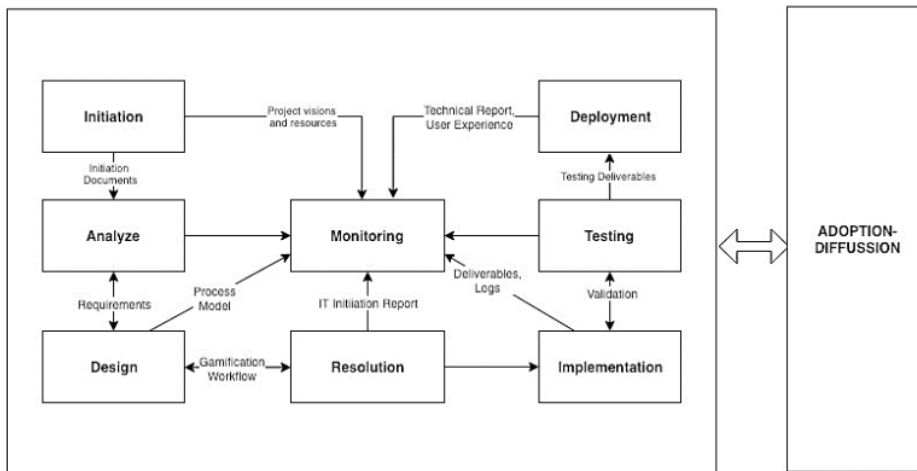 Initiation
Project visions
and resources
Technical Report,
User Experience
Deployment
Initiation
Documents
Testing Deliverables
Analyze
Monitoring
Testing
ADOPTION-
DIFFUSSION
Requirements
Process
Model
IT Initiation Report
Deliverables,
Logs
Validation
Design
Gamification
Workflow
Resolution
Implementation